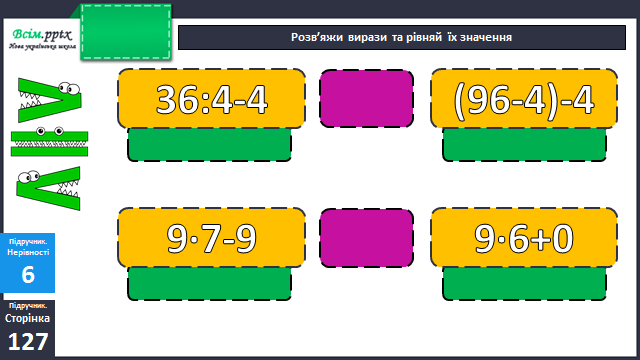 Всім.pptx
Нова українська школа
Розв’яжи вирази та рівняй їх значення
36:4-4
(96-4)-4
9·7-9
9·6+0
Підручник.
Нерівності
6
Підручник.
Сторінка
127